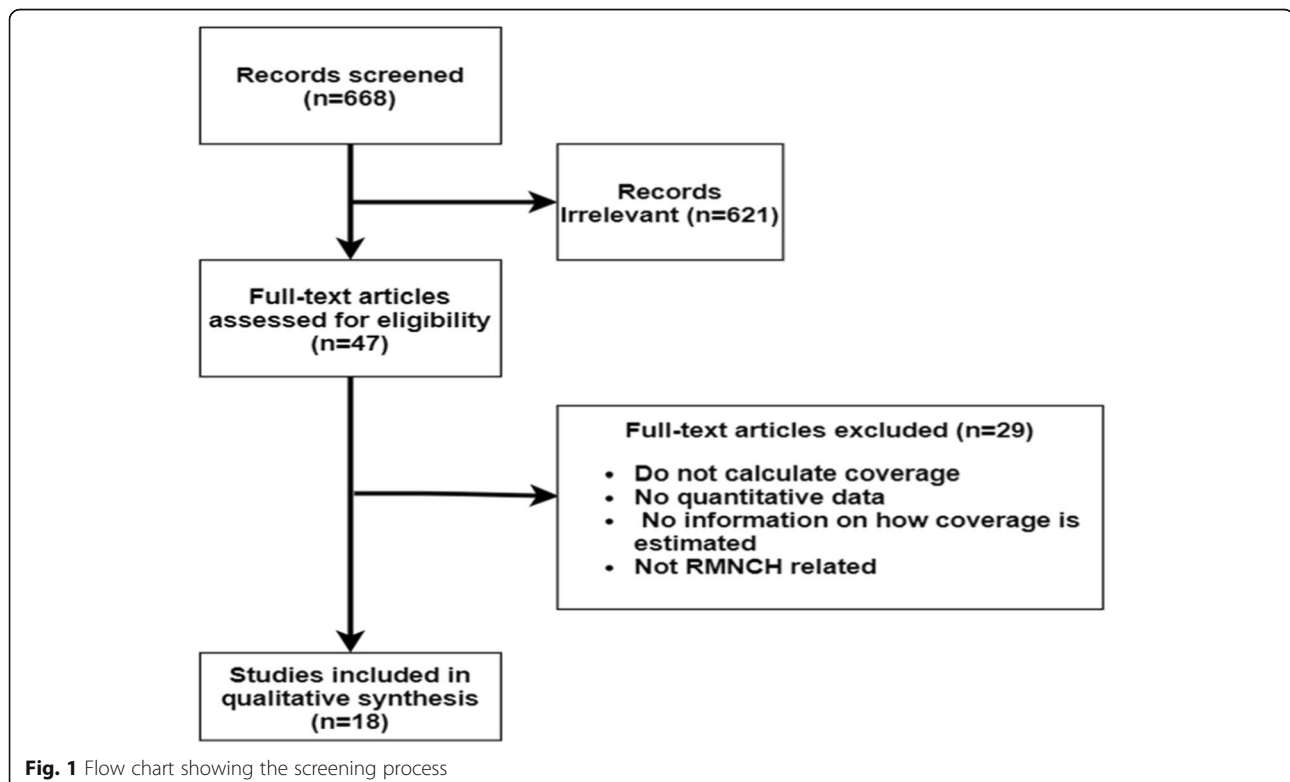 Records screened
(n=668)
Records
Irrelevant (n=621)
Full-text articles
assessed for eligibility
(n=47)
Full-text articles excluded (n=29)
• Do not calculate coverage
• No quantitative data
• No information on how coverage is
estimated
• Not RMNCH related
Studies included in
qualitative synthesis
(n=18)
Fig. 1 Flow chart showing the screening process